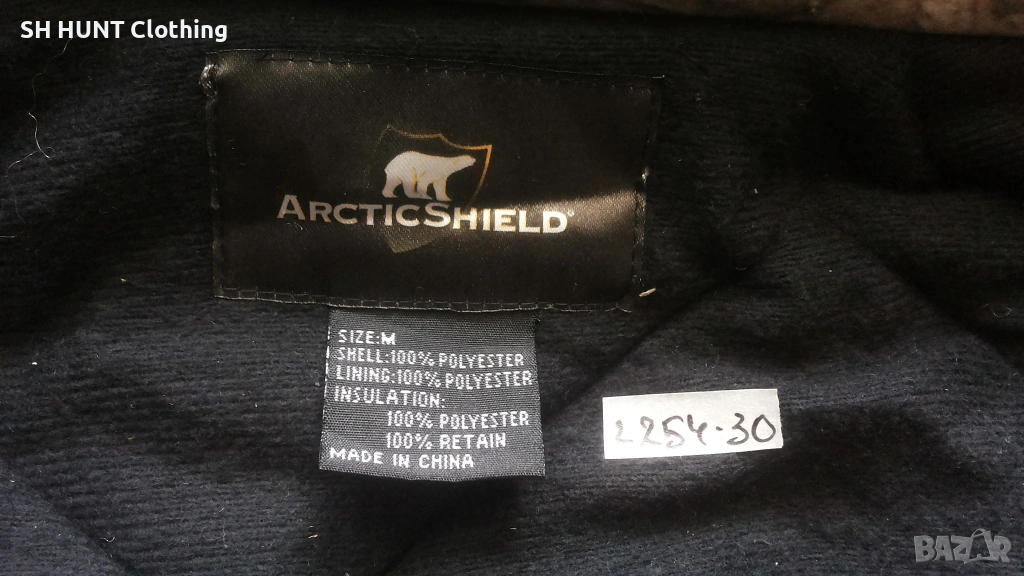 SH HUNT Clothing
ARCTICSHIELD
SIZE:M
SHELL:100% POLYESTER
LINING:100% POLYESTER
INSULATION:
100% POLYESTER
100% RETAIN
MADE IN CHINA
2254-30
BAZAR